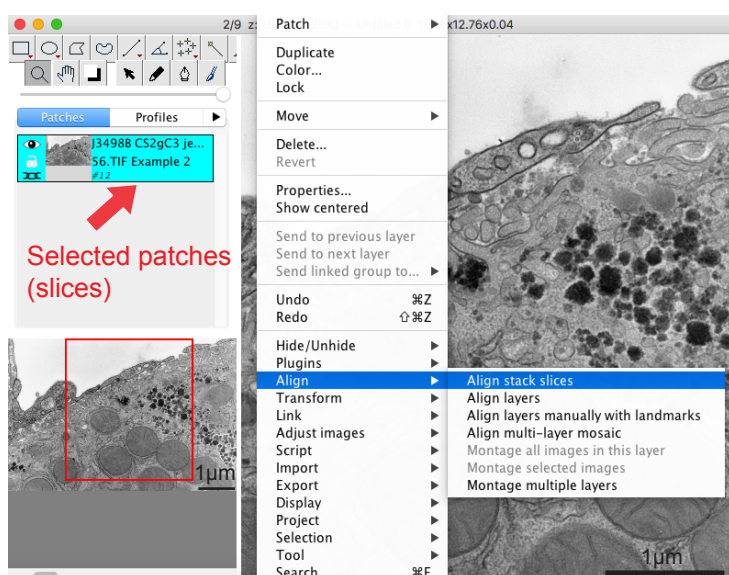 2/9 z:
x12.76x0.04
Patches
Profiles
J3498B CS2gC3 je...
56.TIF Example 2
#12
Selected patches
(slices)
1µm
Patch
Duplicate
Color...
Lock
Move
Delete...
Revert
Properties...
Show centered
Send to previous layer
Send to next layer
Send linked group to...
Undo ⌘Z
Redo ⇧⌘Z
Hide/Unhide
Plugins
Align
Transform
Link
Adjust images
Script
Import
Export
Display
Project
Selection
Tool
Search ⌘F
Align stack slices
Align layers
Align layers manually with landmarks
Align multi-layer mosaic
Montage all images in this layer
Montage selected images
Montage multiple layers
1µm